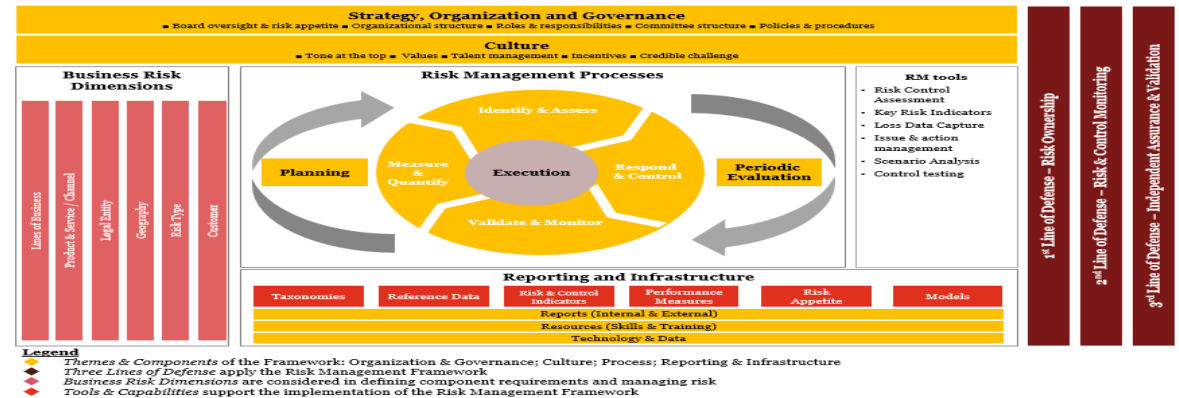 Strategy, Organization and Governance
▪ Board oversight & risk appetite ▪ Organizational structure ▪ Roles & responsibilities ▪ Committee structure ▪ Policies & procedures
Culture
▪ Tone at the top ▪ Values ▪ Talent management ▪ Incentives ▪ Credible challenge
Business Risk
Dimensions
Lines of Business
Product & Service / Channel
Legal Entity
Geography
Risk Type
Customer
Risk Management Processes
Identify & Assess
Measure
&
Quantify
Execution
Respond
& Control
Validate & Monitor
Planning
Periodic
Evaluation
RM tools
- Risk Control
Assessment
- Key Risk Indicators
- Loss Data Capture
- Issue & action
management
- Scenario Analysis
- Control testing
Reporting and Infrastructure
Taxonomies
Reference Data
Risk & Control
Indicators
Performance
Measures
Risk
Appetite
Models
Reports (Internal & External)
Resources (Skills & Training)
Technology & Data
1st Line of Defense – Risk Ownership
2nd Line of Defense – Risk & Control Monitoring
3rd Line of Defense – Independent Assurance & Validation
Legend
Themes & Components of the Framework: Organization & Governance; Culture; Process; Reporting & Infrastructure
Three Lines of Defense apply the Risk Management Framework
Business Risk Dimensions are considered in defining component requirements and managing risk
Tools & Capabilities support the implementation of the Risk Management Framework